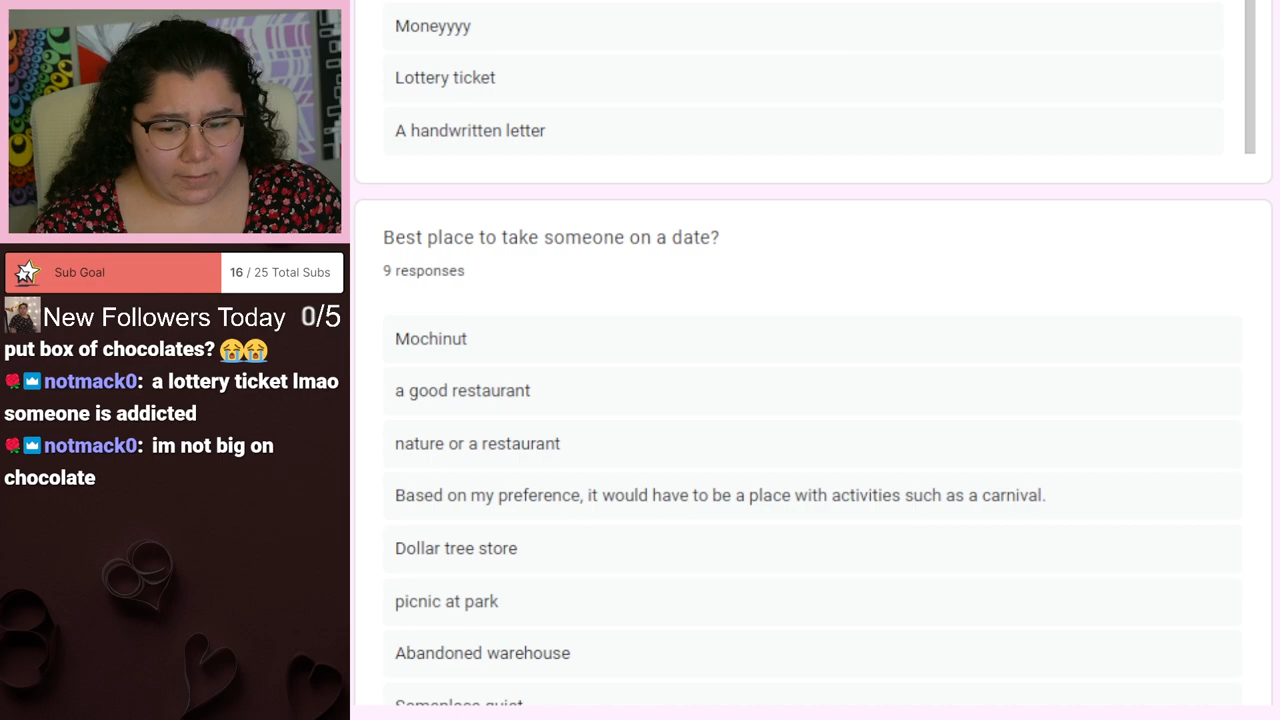 Moneyyyy
Lottery ticket
A handwritten letter
Best place to take someone on a date?
9 responses
Mochinut
a good restaurant
nature or a restaurant
Based on my preference, it would have to be a place with activities such as a carnival.
Dollar tree store
picnic at park
Abandoned warehouse
Someplace quiet
Sub Goal
16 / 25 Total Subs
New Followers Today 0/5
put box of chocolates? 😭😭
notmack0: a lottery ticket lmao
someone is addicted
notmack0: im not big on
chocolate